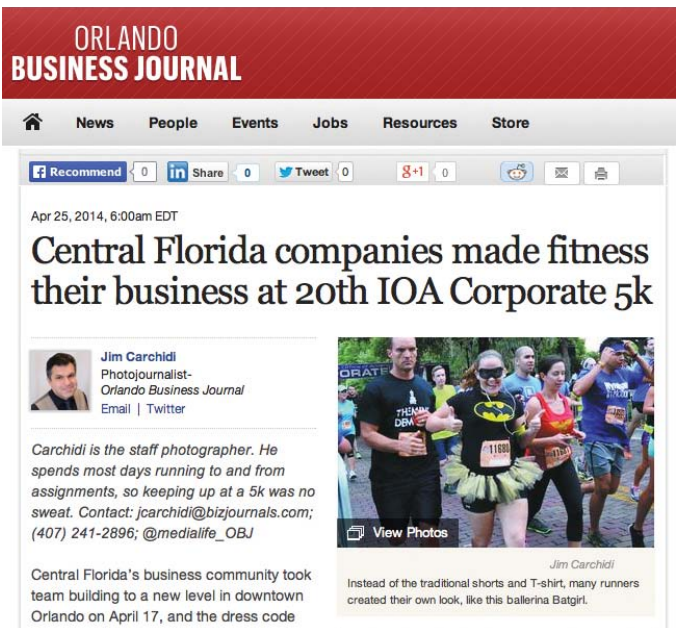 ORLANDO
BUSINESS JOURNAL
News People Events Jobs Resources Store
Recommend 0 in Share 0 Tweet 0 g+1 0
Apr 25, 2014, 6:00am EDT
Central Florida companies made fitness
their business at 20th IOA Corporate 5k
Jim Carchidi
Photojournalist-
Orlando Business Journal
Email | Twitter
Carchidi is the staff photographer. He
spends most days running to and from
assignments, so keeping up at a 5k was no
sweat. Contact: jcarchidi@bizjournals.com;
(407) 241-2896; @medialife_OBJ
Central Florida's business community took
team building to a new level in downtown
Orlando on April 17, and the dress code
ORATE
11680
View Photos
Jim Carchidi
Instead of the traditional shorts and T-shirt, many runners
created their own look, like this ballerina Batgirl.